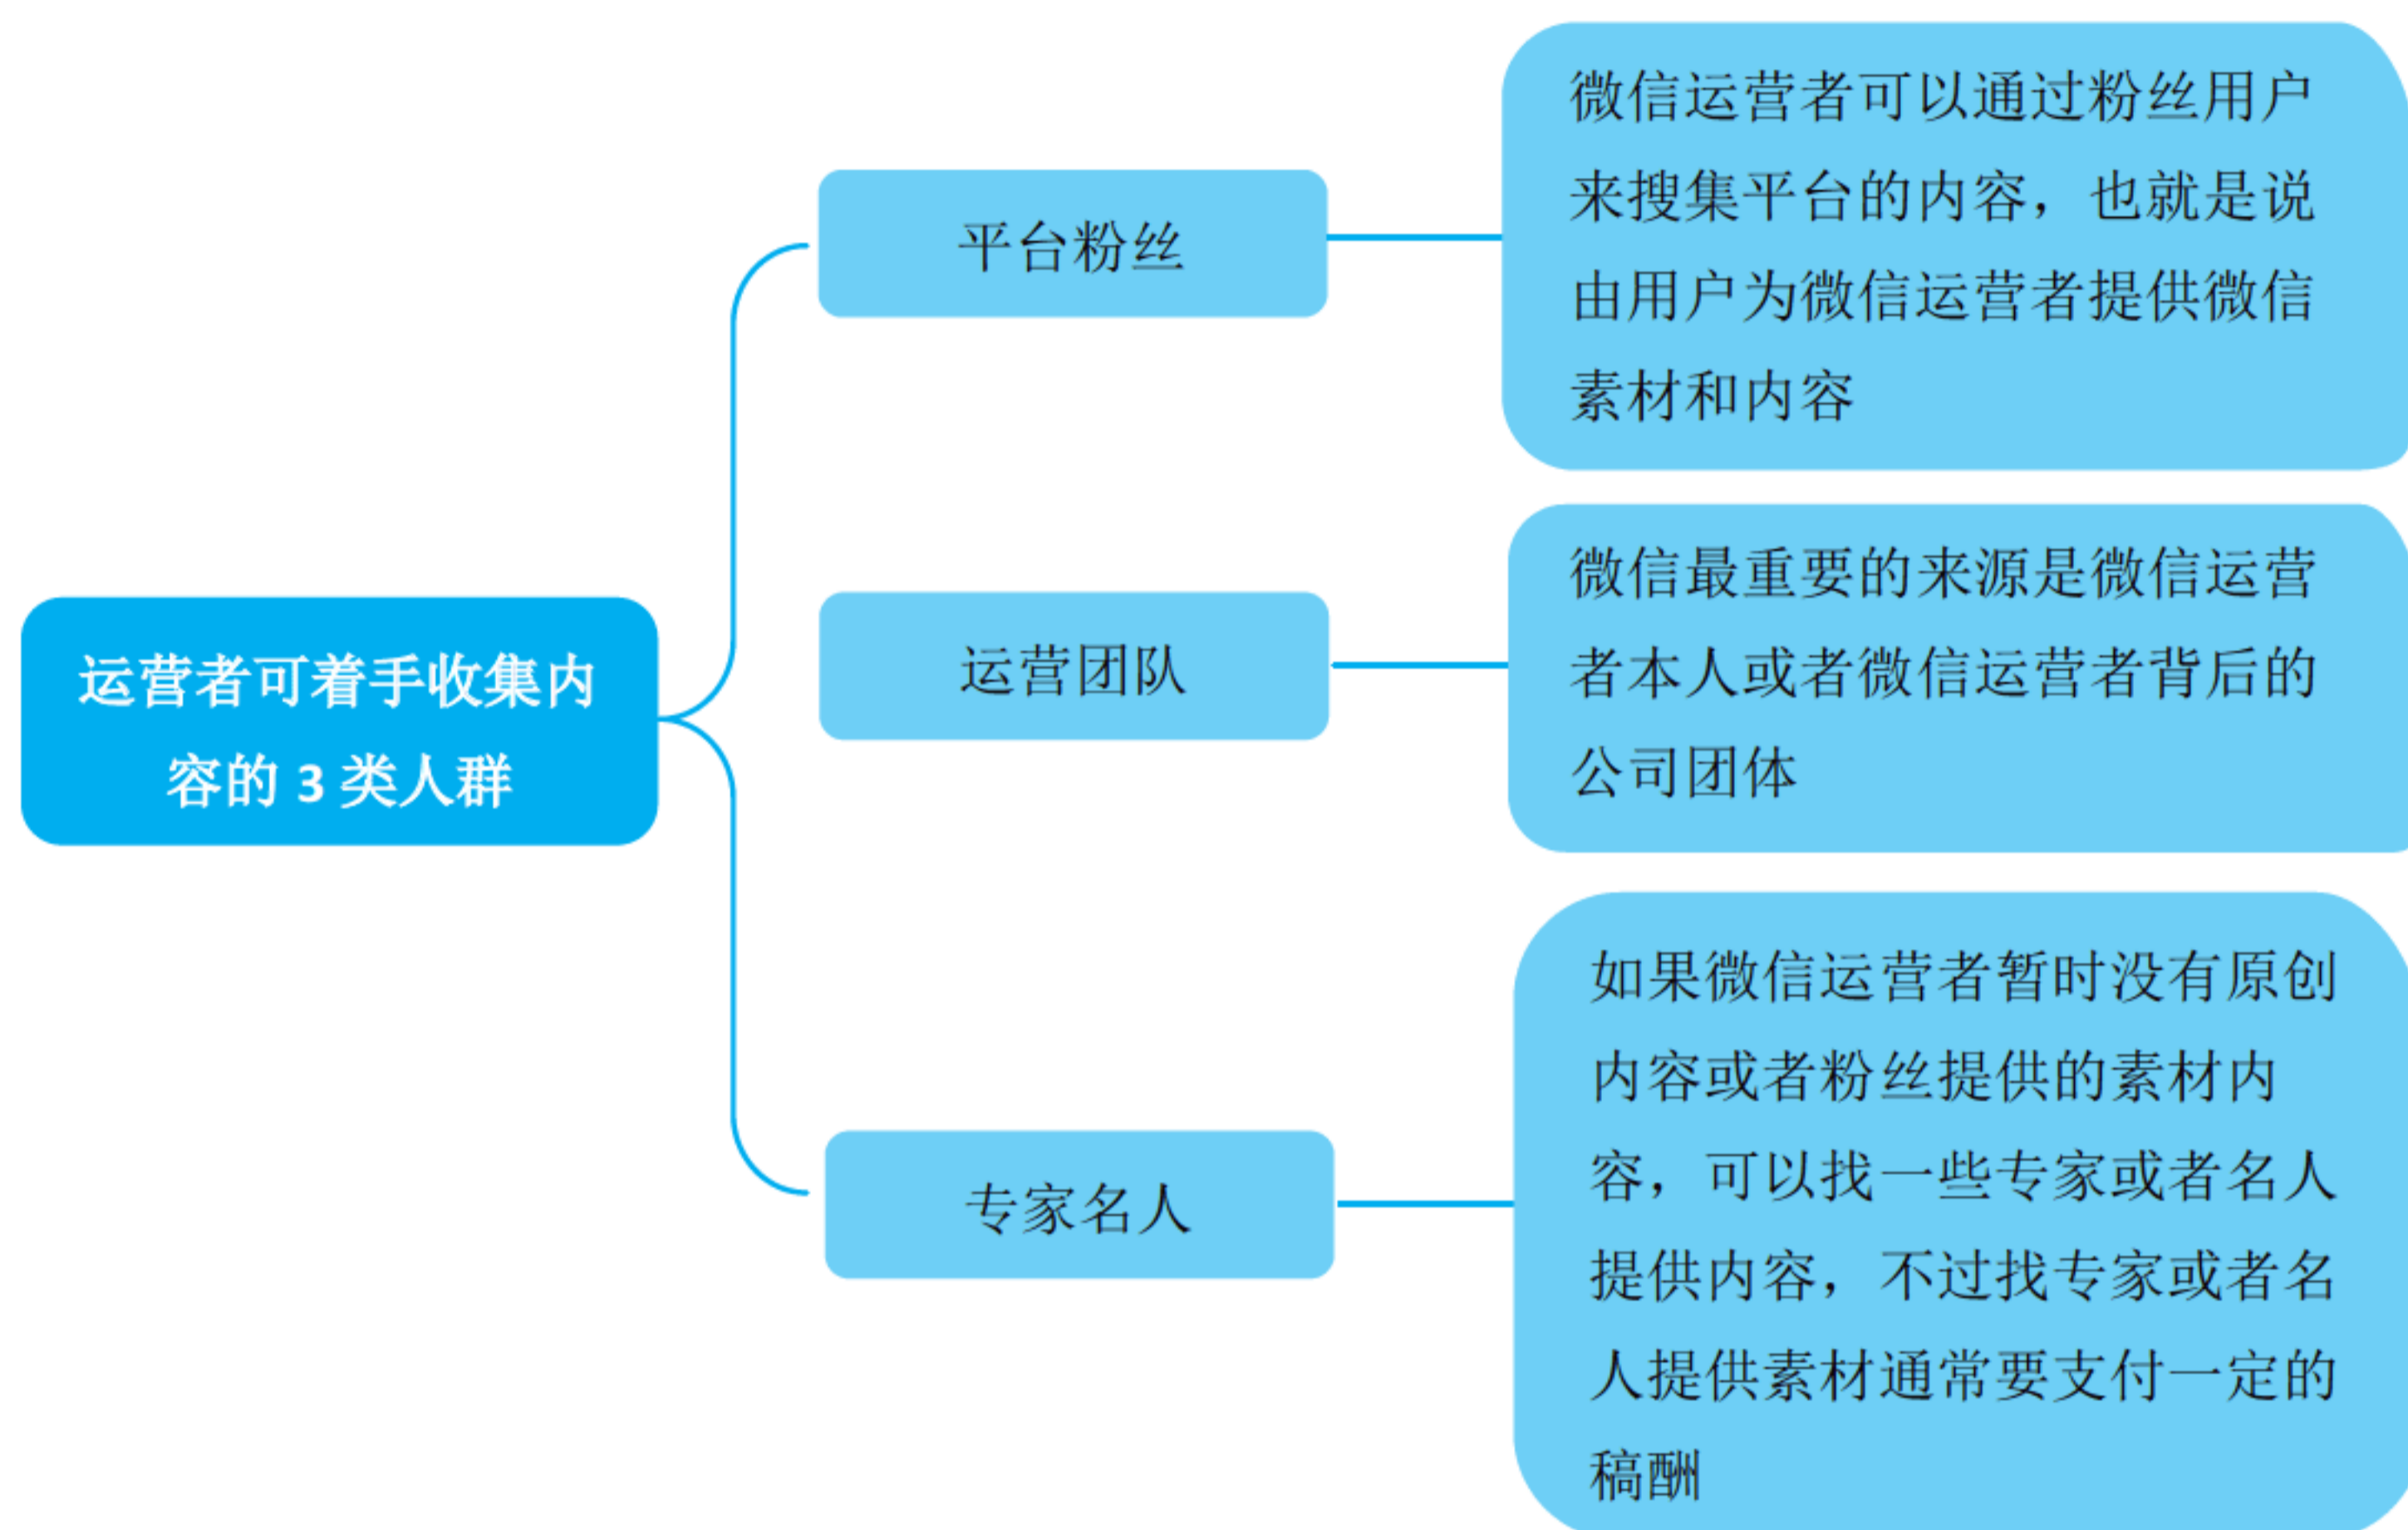 运营者可着手收集内
容的 3 类人群
平台粉丝
微信运营者可以通过粉丝用户
来搜集平台的内容，也就是说
由用户为微信运营者提供微信
素材和内容
运营团队
微信最重要的来源是微信运营
者本人或者微信运营者背后的
公司团体
专家名人
如果微信运营者暂时没有原创
内容或者粉丝提供的素材内
容，可以找一些专家或者名人
提供内容，不过找专家或者名
人提供素材通常要支付一定的
稿酬